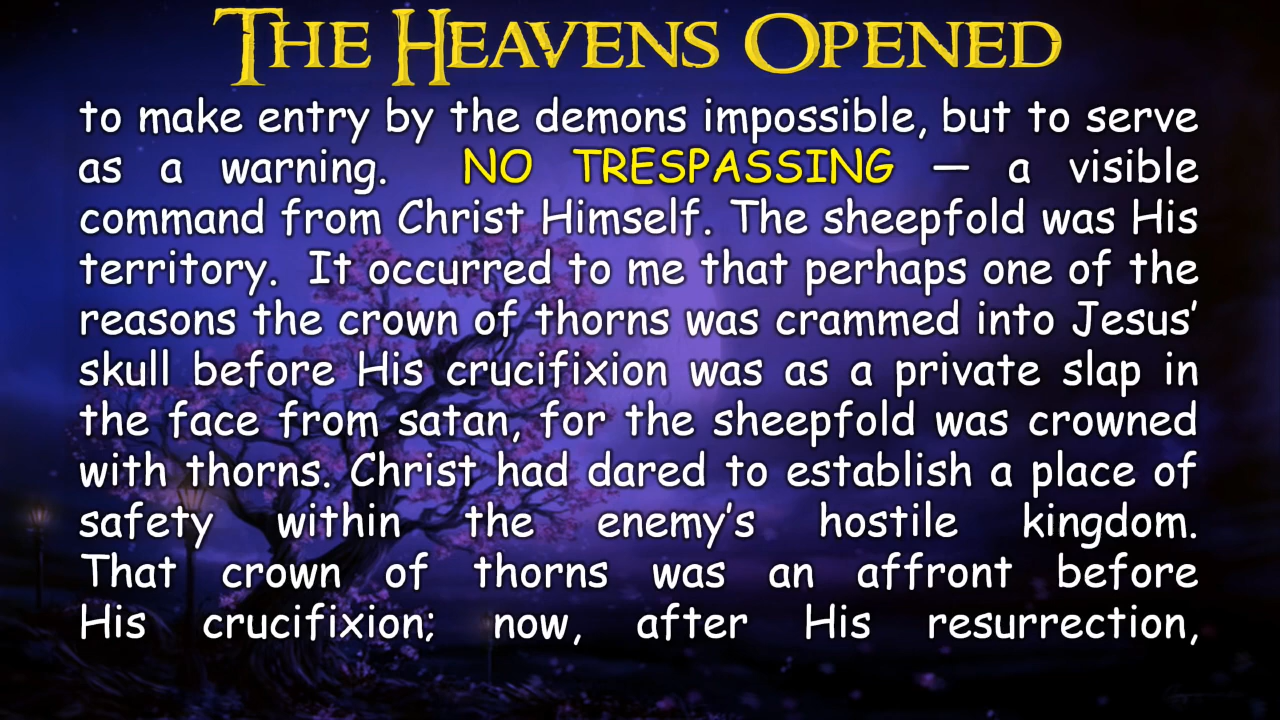 THE HEAVENS OPENED
to make entry by the demons impossible, but to serve
as a warning. NO TRESPASSING — a visible
command from Christ Himself. The sheepfold was His
territory. It occurred to me that perhaps one of the
reasons the crown of thorns was crammed into Jesus’
skull before His crucifixion was as a private slap in
the face from satan, for the sheepfold was crowned
with thorns. Christ had dared to establish a place of
safety within the enemy’s hostile kingdom.
That crown of thorns was an affront before
His crucifixion; now, after His resurrection,